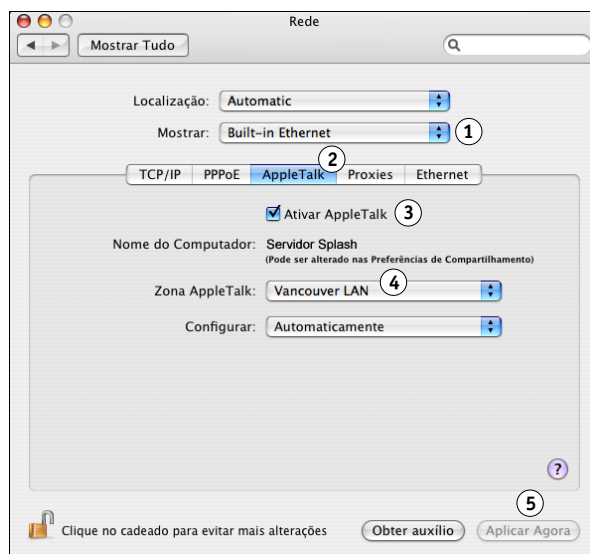 Rede
Mostrar Tudo
Localização: Automatic
Mostrar: Built-in Ethernet 1
2
TCP/IP PPPoE AppleTalk Proxies Ethernet
Ativar AppleTalk 3
Nome do Computador: Servidor Splash
(Pode ser alterado nas Preferências de Compartilhamento)
Zona AppleTalk: Vancouver LAN 4
Configurar: Automaticamente
?
5
Clique no cadeado para evitar mais alterações Obter auxílio Aplicar Agora